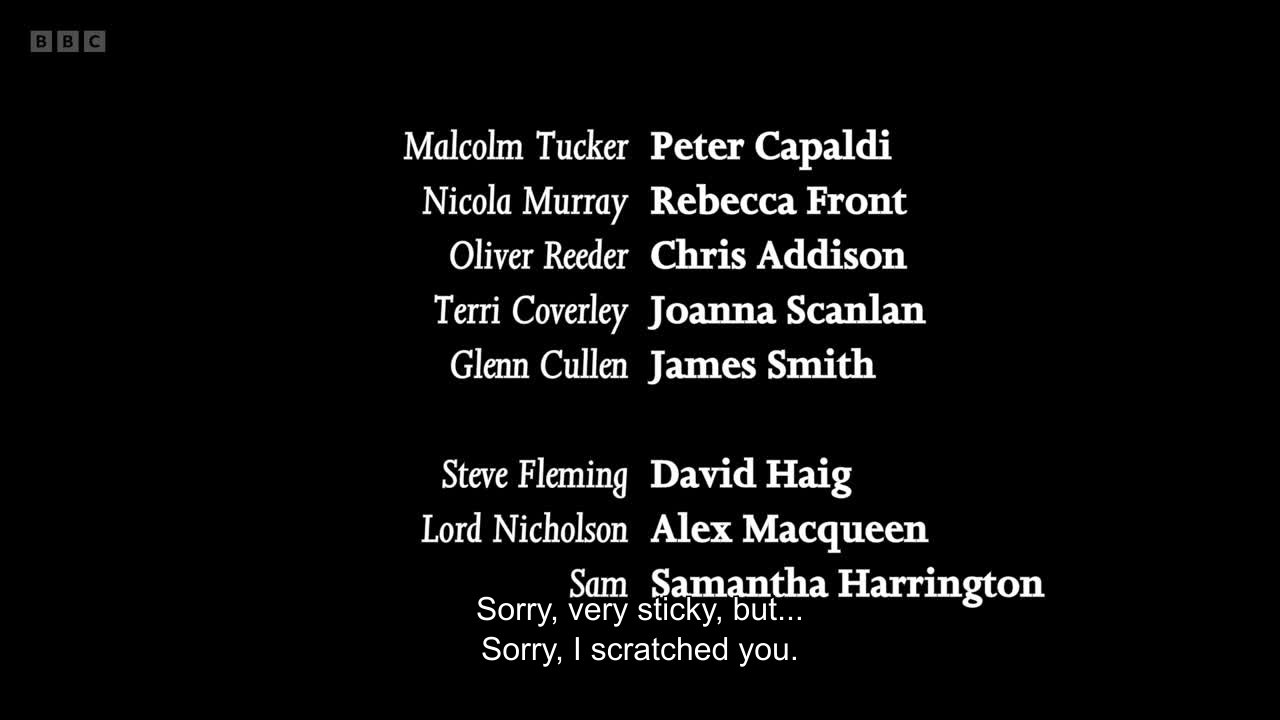 BBC
Malcolm Tucker Peter Capaldi
Nicola Murray Rebecca Front
Oliver Reeder Chris Addison
Terri Coverley Joanna Scanlan
Glenn Cullen James Smith
Steve Fleming David Haig
Lord Nicholson Alex Macqueen
Sam Samantha Harrington
Sorry, very sticky, but...
Sorry, I scratched you.